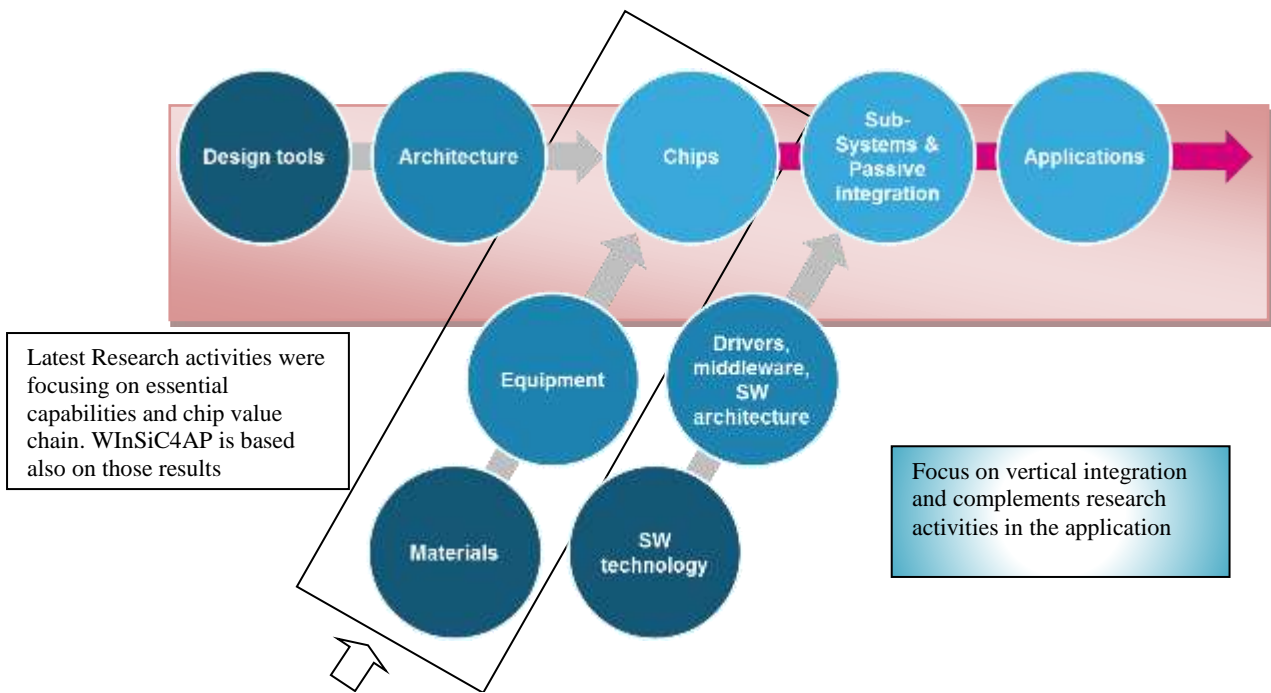 Design tools
Architecture
Chips
Sub-
Systems &
Passive
integration
Applications
Equipment
Drivers,
middleware,
SW
architecture
Latest Research activities were
focusing on essential
capabilities and chip value
chain. WInSiC4AP is based
also on those results
Focus on vertical integration
and complements research
activities in the application
Materials
SW
technology